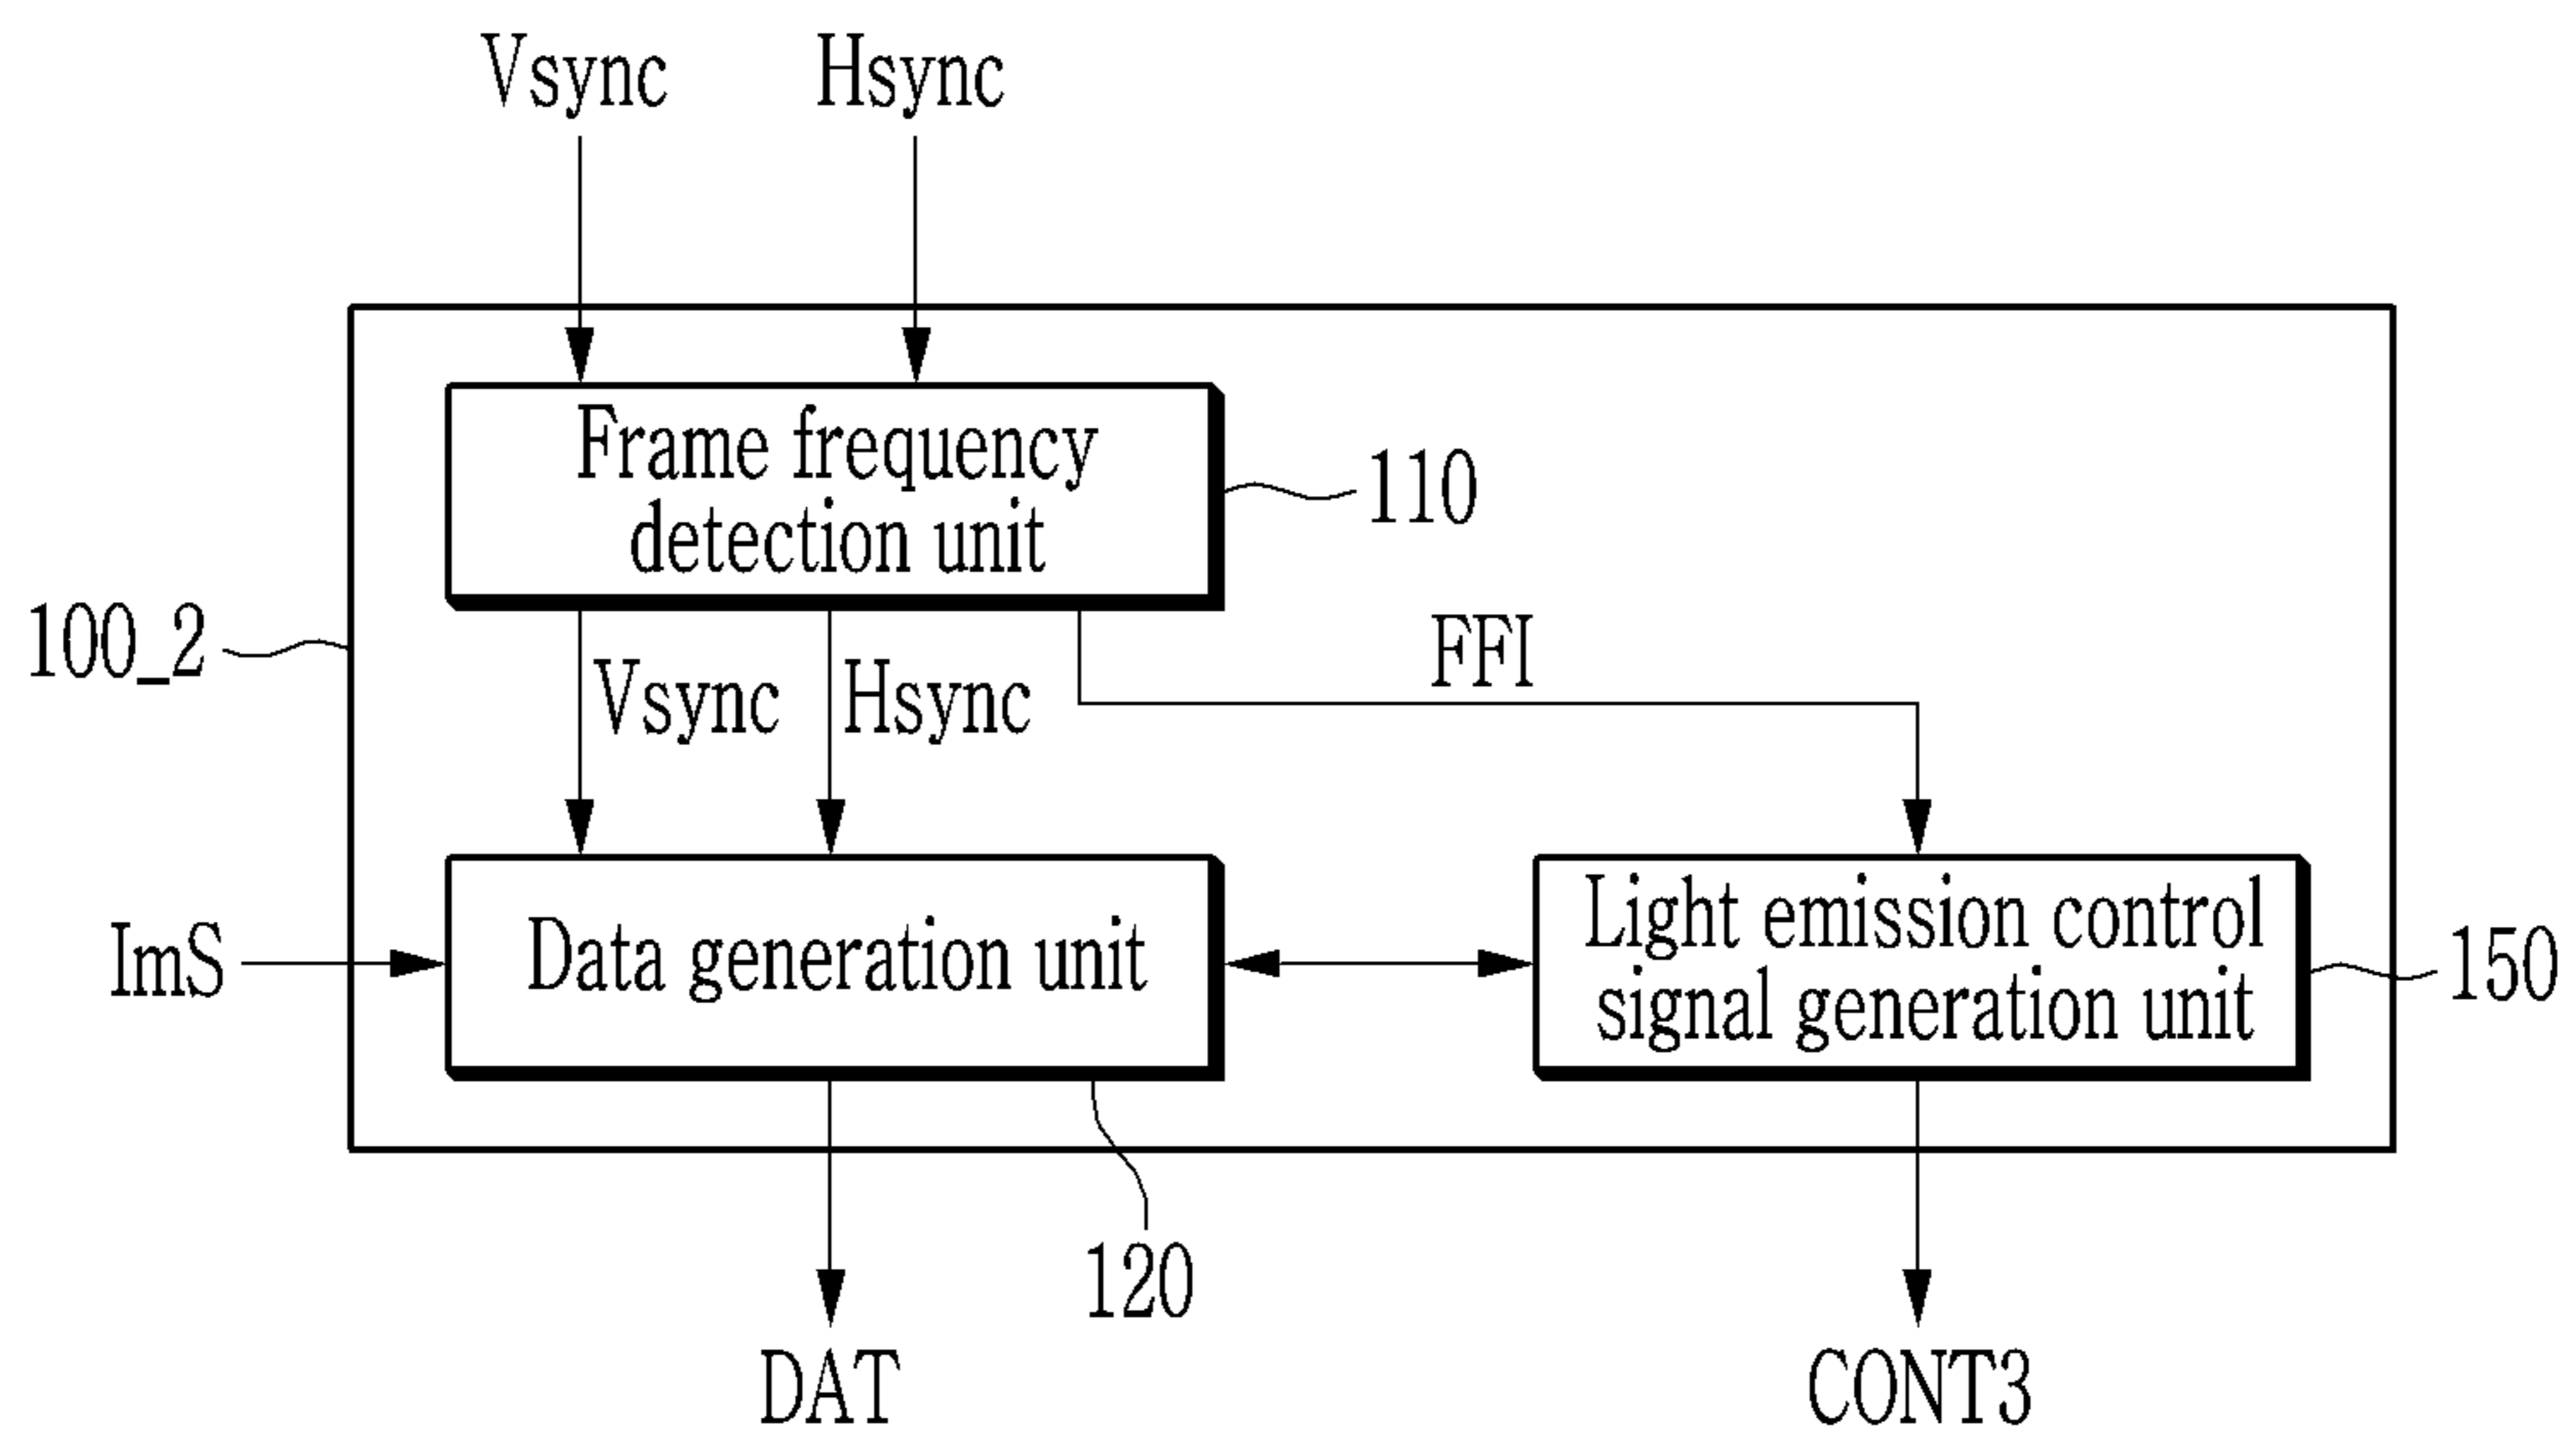 Vsync
Hsync
Frame frequency
detection unit
110
100_2
Vsync
Hsync
FFI
ImS
Data generation unit
Light emission control
signal generation unit
150
120
DAT
CONT3